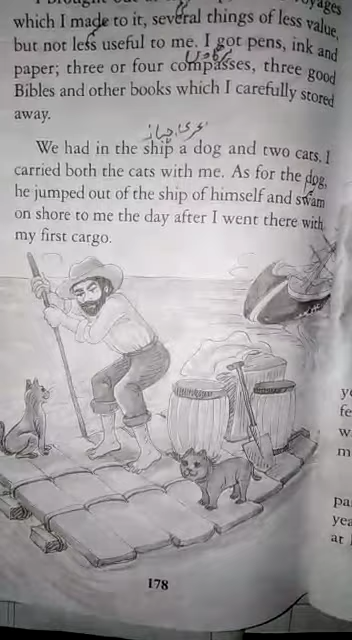 voyages
which I made to it, several things of less value,
but not less useful to me. I got pens, ink and
paper; three or four compasses, three good
Bibles and other books which I carefully stored
away.
بحری جہاز
We had in the ship a dog and two cats. I
carried both the cats with me. As for the dog,
he jumped out of the ship of himself and swam
on shore to me the day after I went there with
my first cargo.
178